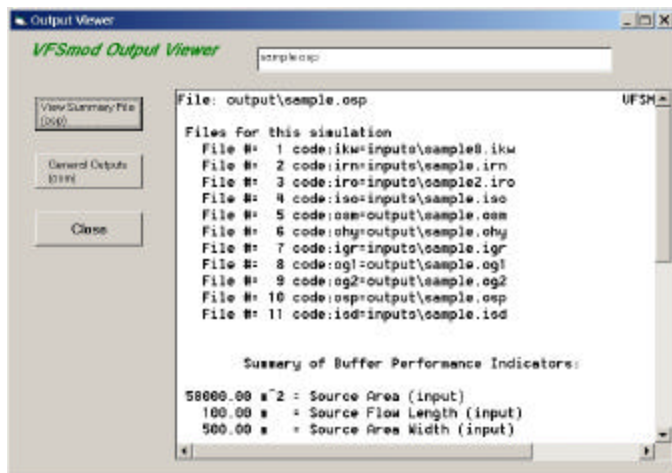 Output Viewer
VFSmod Output Viewer
sample.osp
View Summary File
(osp)
General Outputs
(osm)
Close
File: output\sample.osp VFSM
Files for this simulation
File #= 1 code:ikw=inputs\sample8.ikw
File #= 2 code:irn=inputs\sample.irn
File #= 3 code:iro=inputs\sample2.iro
File #= 4 code:iso=inputs\sample.iso
File #= 5 code:osm=output\sample.osm
File #= 6 code:ohy=output\sample.ohy
File #= 7 code:igr=inputs\sample.igr
File #= 8 code:og1=output\sample.og1
File #= 9 code:og2=output\sample.og2
File #= 10 code:osp=output\sample.osp
File #= 11 code:isd=inputs\sample.isd
Summary of Buffer Performance Indicators:
50000.00 m^2 = Source Area (input)
100.00 m = Source Flow Length (input)
500.00 m = Source Area Width (input)